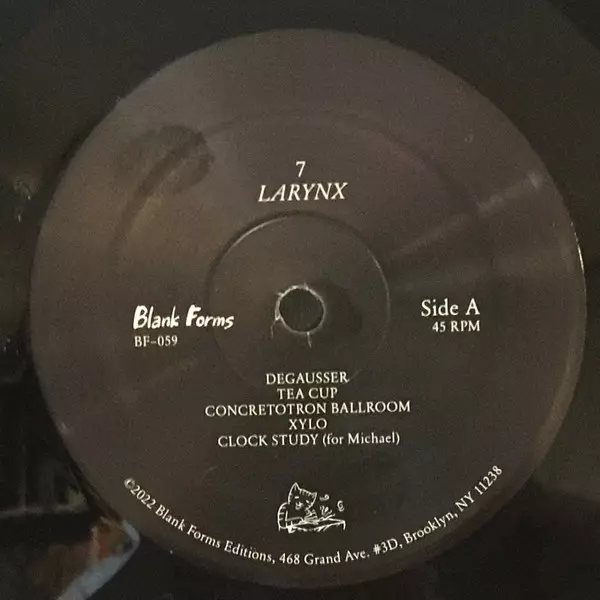 7
LARYNX
Blank Forms
BF-059
Side A
45 RPM
DEGAUSSER
TEA CUP
CONCRETOTRON BALLROOM
XYLO
CLOCK STUDY (for Michael)
©2022 Blank Forms Editions, 468 Grand Ave. #3D, Brooklyn, NY 11238